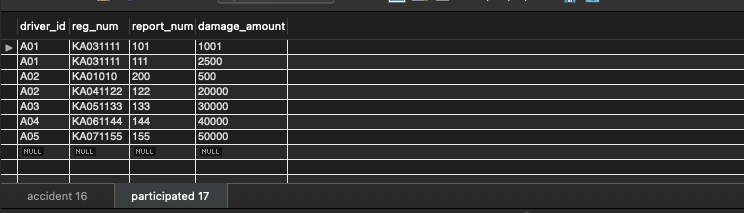 driver_id reg_num report_num damage_amount
A01 KA031111 101 1001
A01 KA031111 111 2500
A02 KA01010 200 500
A02 KA041122 122 20000
A03 KA051133 133 30000
A04 KA061144 144 40000
A05 KA071155 155 50000
NULL NULL NULL NULL
accident 16 participated 17